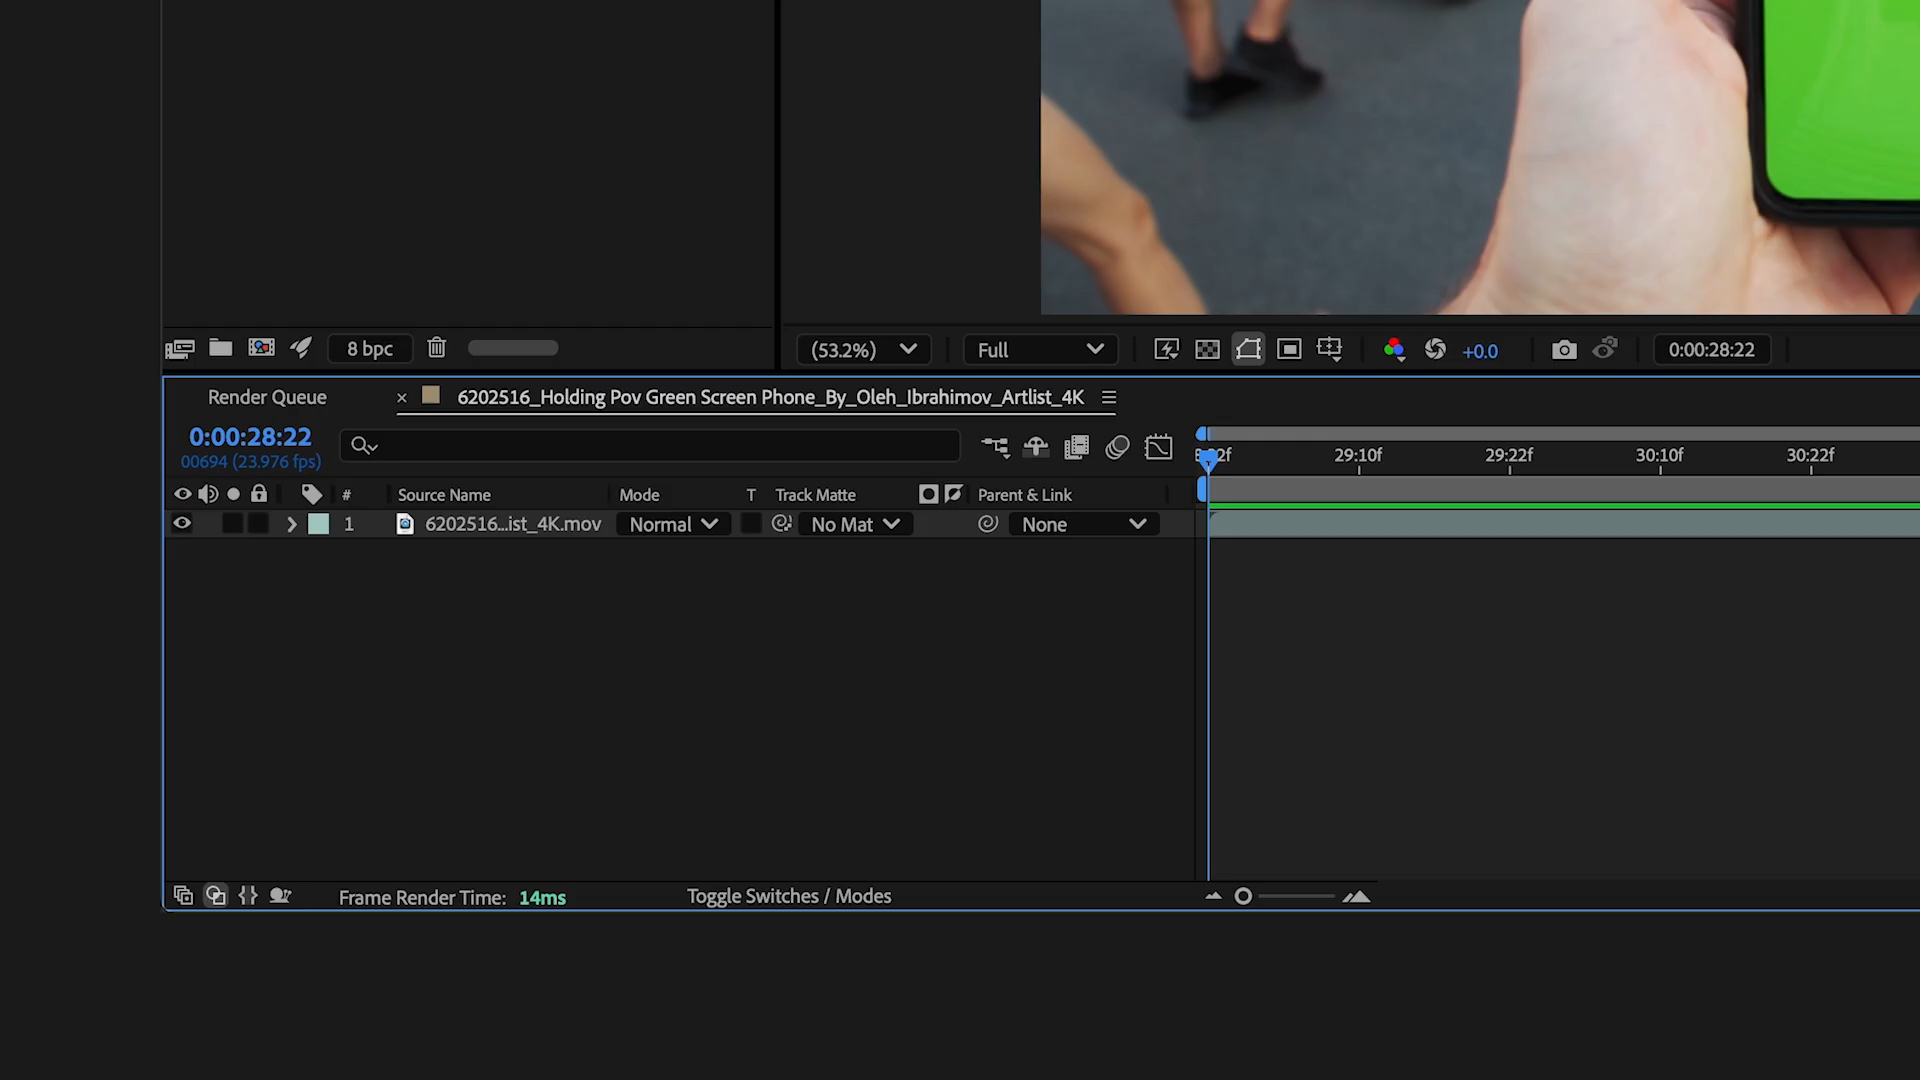 8 bpc
(53.2%)
Full
+0.0
0:00:28:22
Render Queue
× 6202516_Holding Pov Green Screen Phone_By_Oleh_Ibrahimov_Artlist_4K
0:00:28:22
00694 (23.976 fps)
29:10f
29:22f
30:10f
30:22f
# Source Name Mode T Track Matte Parent & Link
1 6202516...ist_4K.mov Normal No Mat None
Frame Render Time: 14ms
Toggle Switches / Modes